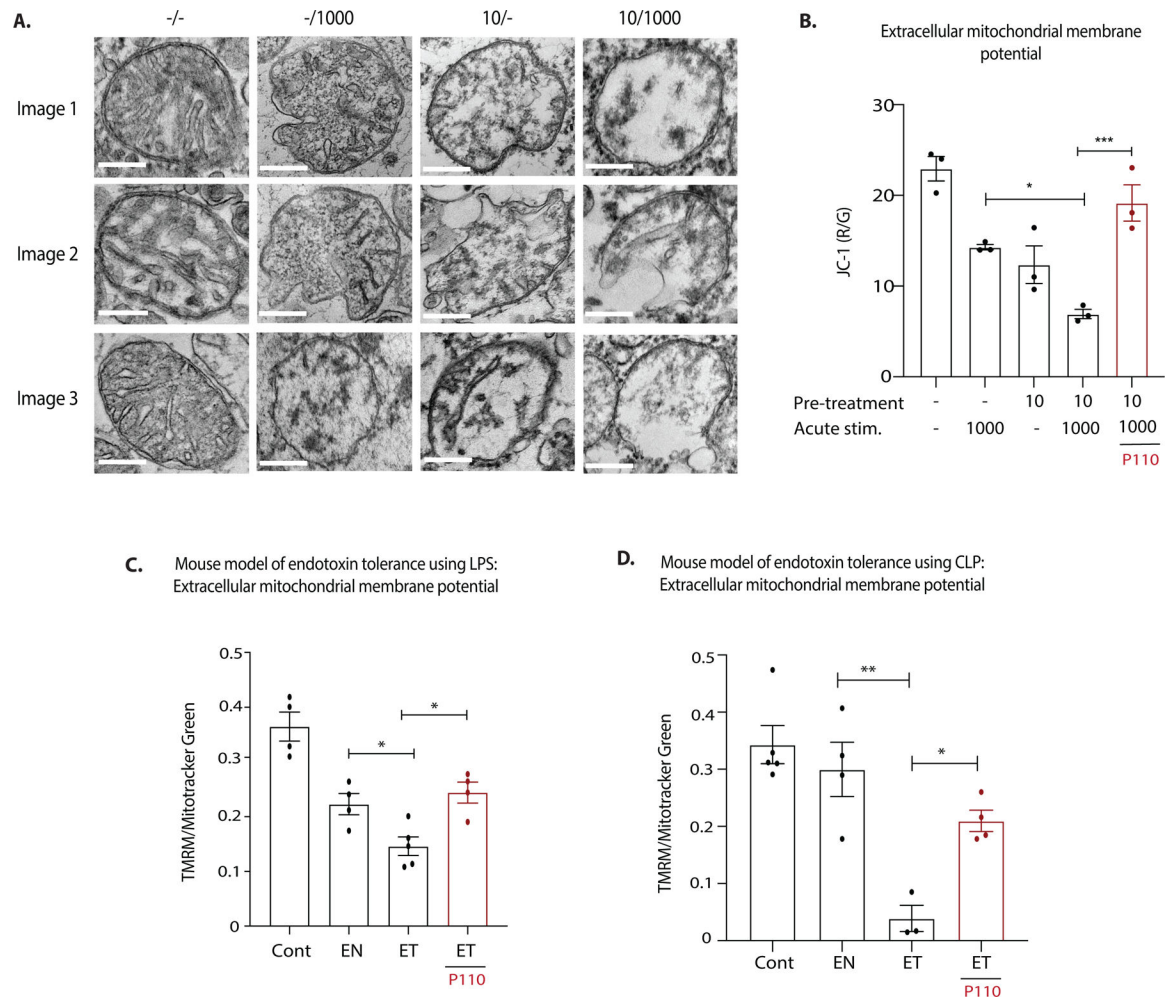 A.
-/-
-/1000
10/-
10/1000
Image 1
Image 2
Image 3
B.
Extracellular mitochondrial membrane
potential
JC-1 (R/G)
30
20
10
0
***
*
Pre-treatment - - 10 10 10
Acute stim. - 1000 - 1000 1000
P110
C.
Mouse model of endotoxin tolerance using LPS:
Extracellular mitochondrial membrane potential
TMRM/Mitotracker Green
0.5
0.4
0.3
0.2
0.1
0
*
*
Cont EN ET ET
P110
D.
Mouse model of endotoxin tolerance using CLP:
Extracellular mitochondrial membrane potential
TMRM/Mitotracker Green
0.5
0.4
0.3
0.2
0.1
0
**
*
Cont EN ET ET
P110